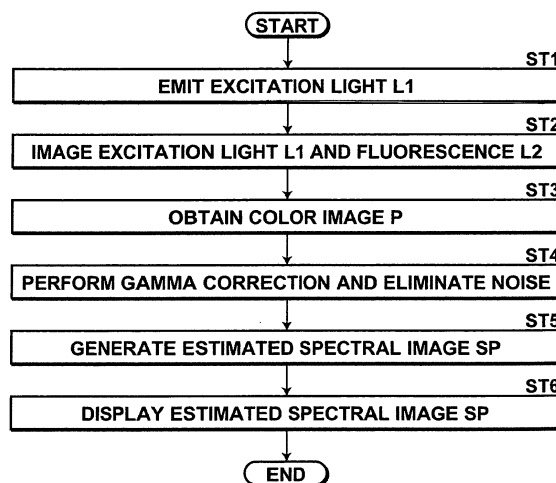 START
ST1
EMIT EXCITATION LIGHT L1
ST2
IMAGE EXCITATION LIGHT L1 AND FLUORESCENCE L2
ST3
OBTAIN COLOR IMAGE P
ST4
PERFORM GAMMA CORRECTION AND ELIMINATE NOISE
ST5
GENERATE ESTIMATED SPECTRAL IMAGE SP
ST6
DISPLAY ESTIMATED SPECTRAL IMAGE SP
END